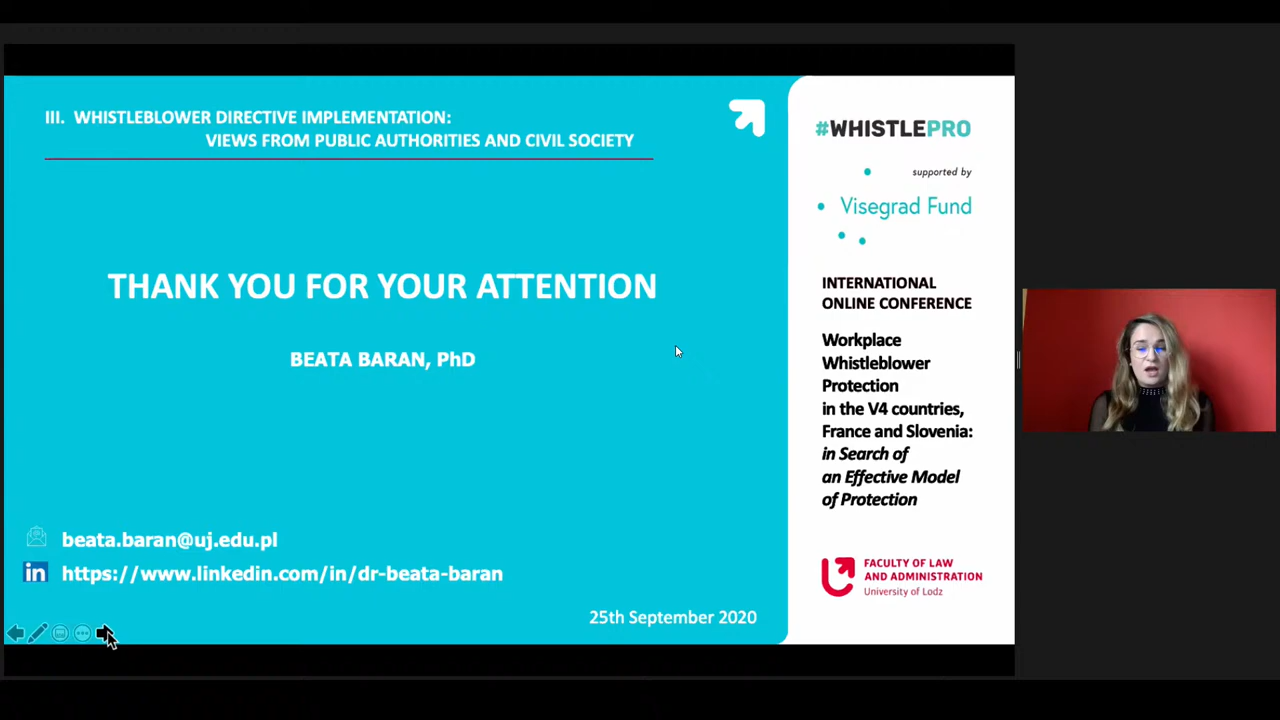 III. WHISTLEBLOWER DIRECTIVE IMPLEMENTATION:
VIEWS FROM PUBLIC AUTHORITIES AND CIVIL SOCIETY
THANK YOU FOR YOUR ATTENTION
BEATA BARAN, PhD
beata.baran@uj.edu.pl
in https://www.linkedin.com/in/dr-beata-baran
25th September 2020
#WHISTLEPRO
supported by
Visegrad Fund
INTERNATIONAL
ONLINE CONFERENCE
Workplace
Whistleblower
Protection
in the V4 countries,
France and Slovenia:
in Search of
an Effective Model
of Protection
FACULTY OF LAW
AND ADMINISTRATION
University of Lodz